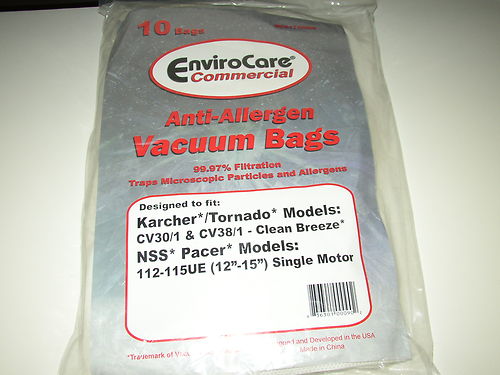 10 Bags
EnviroCare®
Commercial
Anti-Allergen
Vacuum Bags
99.97% Filtration
Traps Microscopic Particles and Allergens
Designed to fit:
Karcher*/Tornado* Models:
CV30/1 & CV38/1 - Clean Breeze*
NSS* Pacer* Models:
112-115UE (12”-15”) Single Motor
*Trademark of
and Developed in the USA
Made in China